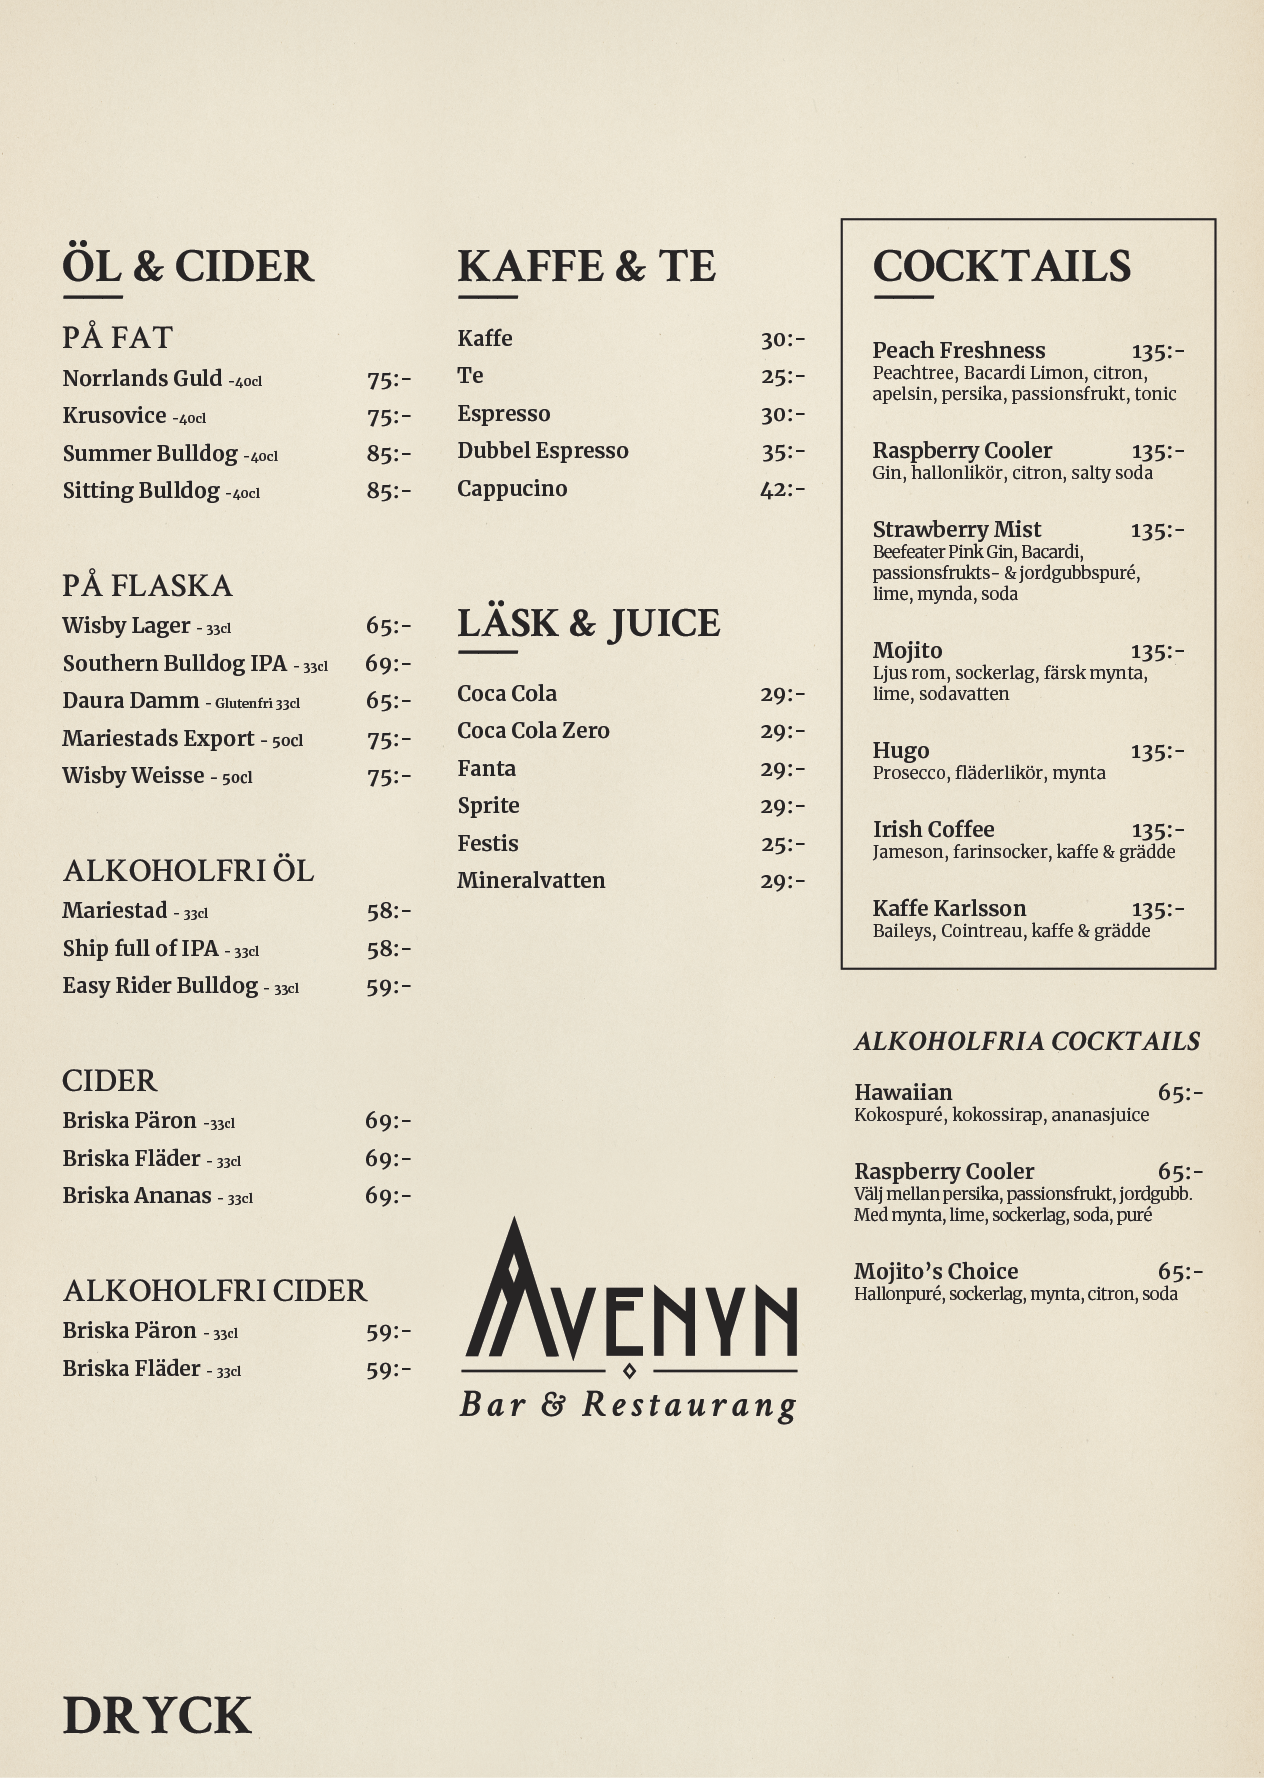 ÖL & CIDER
PÅ FAT
Norrlands Guld -40cl 75:-
Krusovice -40cl 75:-
Summer Bulldog -40cl 85:-
Sitting Bulldog -40cl 85:-
PÅ FLASKA
Wisby Lager - 33cl 65:-
Southern Bulldog IPA - 33cl 69:-
Daura Damm - Glutenfri 33cl 65:-
Mariestads Export - 50cl 75:-
Wisby Weisse - 50cl 75:-
ALKOHOLFRI ÖL
Mariestad - 33cl 58:-
Ship full of IPA - 33cl 58:-
Easy Rider Bulldog - 33cl 59:-
CIDER
Briska Päron -33cl 69:-
Briska Fläder - 33cl 69:-
Briska Ananas - 33cl 69:-
ALKOHOLFRI CIDER
Briska Päron - 33cl 59:-
Briska Fläder - 33cl 59:-
KAFFE & TE
Kaffe 30:-
Te 25:-
Espresso 30:-
Dubbel Espresso 35:-
Cappucino 42:-
LÄSK & JUICE
Coca Cola 29:-
Coca Cola Zero 29:-
Fanta 29:-
Sprite 29:-
Festis 25:-
Mineralvatten 29:-
AVENYN
Bar & Restaurang
COCKTAILS
Peach Freshness 135:-
Peachtree, Bacardi Limon, citron,
apelsin, persika, passionsfrukt, tonic
Raspberry Cooler 135:-
Gin, hallonlikör, citron, salty soda
Strawberry Mist 135:-
Beefeater Pink Gin, Bacardi,
passionsfrukts- & jordgubbspuré,
lime, mynda, soda
Mojito 135:-
Ljus rom, sockerlag, färsk mynta,
lime, sodavatten
Hugo 135:-
Prosecco, fläderlikör, mynta
Irish Coffee 135:-
Jameson, farinsocker, kaffe & grädde
Kaffe Karlsson 135:-
Baileys, Cointreau, kaffe & grädde
ALKOHOLFRIA COCKTAILS
Hawaiian 65:-
Kokospuré, kokossirap, ananasjuice
Raspberry Cooler 65:-
Välj mellan persika, passionsfrukt, jordgubb.
Med mynta, lime, sockerlag, soda, puré
Mojito’s Choice 65:-
Hallonpuré, sockerlag, mynta, citron, soda
DRYCK